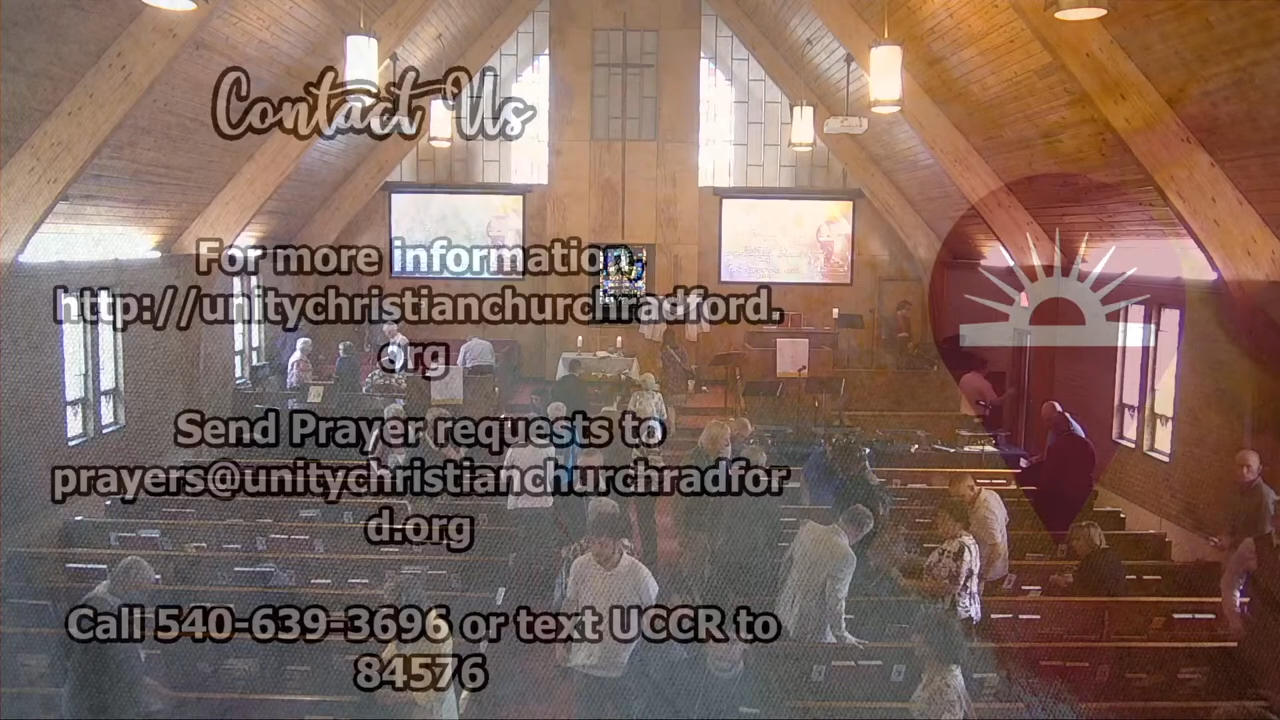 Contact Us
For more information
http://unitychristianchurchradford.
org
Send Prayer requests to
prayers@unitychristianchurchradfor
d.org
Call 540-639-3696 or text UCCR to
84576